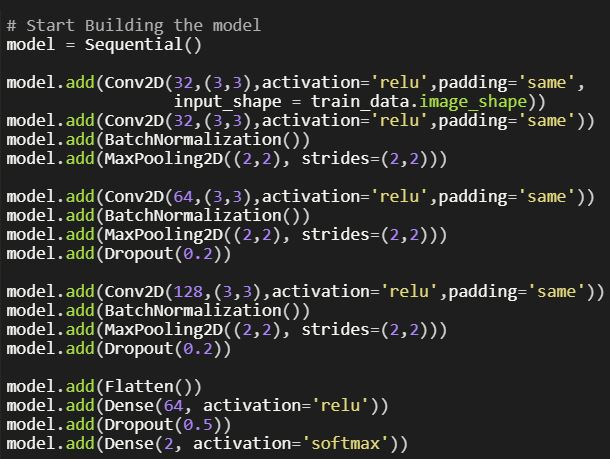 # Start Building the model
model = Sequential()
model.add(Conv2D(32,(3,3),activation='relu',padding='same',
input_shape = train_data.image_shape))
model.add(Conv2D(32,(3,3),activation='relu',padding='same'))
model.add(BatchNormalization())
model.add(MaxPooling2D((2,2), strides=(2,2)))
model.add(Conv2D(64,(3,3),activation='relu',padding='same'))
model.add(BatchNormalization())
model.add(MaxPooling2D((2,2), strides=(2,2)))
model.add(Dropout(0.2))
model.add(Conv2D(128,(3,3),activation='relu',padding='same'))
model.add(BatchNormalization())
model.add(MaxPooling2D((2,2), strides=(2,2)))
model.add(Dropout(0.2))
model.add(Flatten())
model.add(Dense(64, activation='relu'))
model.add(Dropout(0.5))
model.add(Dense(2, activation='softmax'))